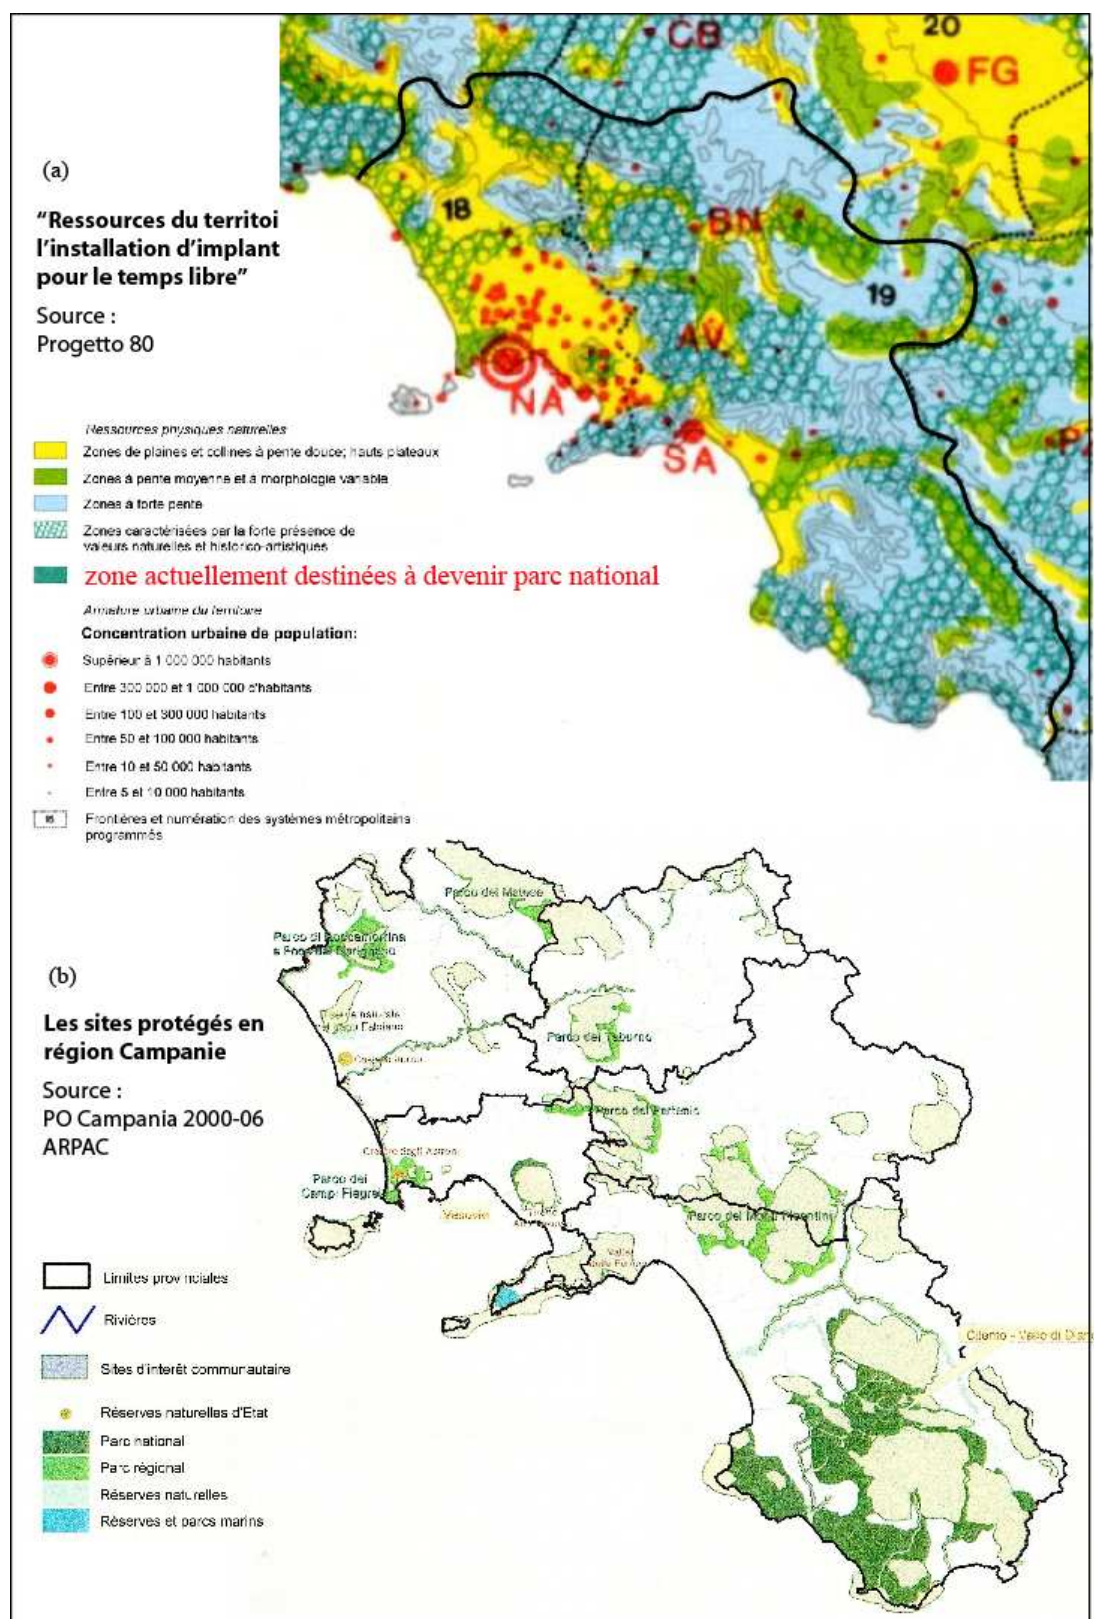 (a)
“Ressources du territoi
l’installation d’implant
pour le temps libre”
Source :
Progetto 80
CB
20
FG
18
BN
19
AV
NA
SA
Ressources physiques naturelles
Zones de plaines et collines à pente douce; hauts plateaux
Zones à pente moyenne et à morphologie variable
Zones à forte pente
Zones caractérisées par la forte présence de
valeurs naturelles et historico-artistiques
zone actuellement destinées à devenir parc national
Armature urbaine du territoire
Concentration urbaine de population:
Supérieur à 1 000 000 habitants
Entre 300 000 et 1 000 000 d'habitants
Entre 100 et 300 000 habitants
Entre 50 et 100 000 habitants
Entre 10 et 50 000 habitants
Entre 5 et 10 000 habitants
Frontières et numération des systèmes métropolitains
programmés
(b)
Les sites protégés en
région Campanie
Source :
PO Campania 2000-06
ARPAC
Parco del Matese
Parco di Roccamonfina
Parco del Taburno
Parco del Partenio
Parco dei
Campi Flegrei
Vesuvio
Parco dei Monti Picentini
Cilento - Vallo di Dian
Limites provinciales
Rivières
Sites d'interêt communautaire
Réserves naturelles d'Etat
Parc national
Parc régional
Réserves naturelles
Réserves et parcs marins